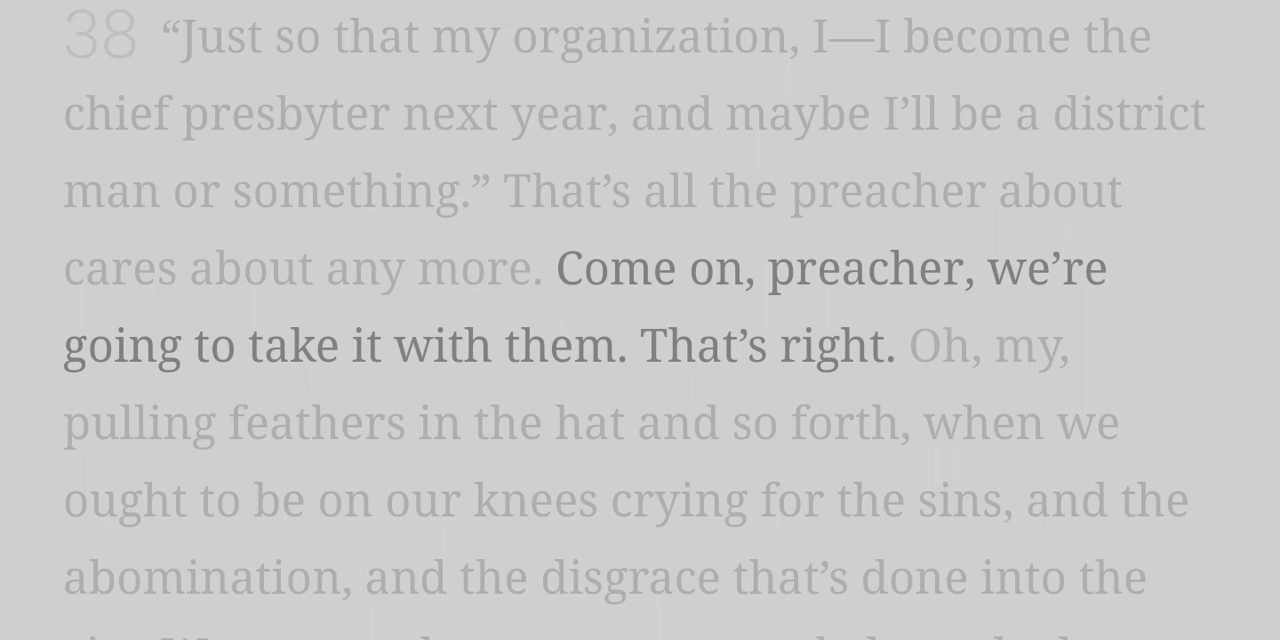 38 “Just so that my organization, I—I become the
chief presbyter next year, and maybe I’ll be a district
man or something.” That’s all the preacher about
cares about any more. Come on, preacher, we’re
going to take it with them. That’s right. Oh, my,
pulling feathers in the hat and so forth, when we
ought to be on our knees crying for the sins, and the
abomination, and the disgrace that’s done into the